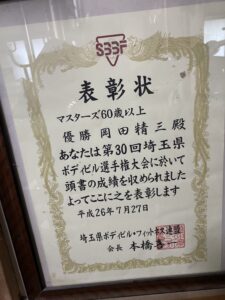 SBBF
表彰状
マスターズ60歳以上
優勝 岡田精三殿
あなたは第30回埼玉県
ボディビル選手権大会に於いて
頭書の成績を収められました
よってここに之を表彰します
平成26年7月27日
埼玉県ボディビル・フィットネス連盟
会長 本橋喜